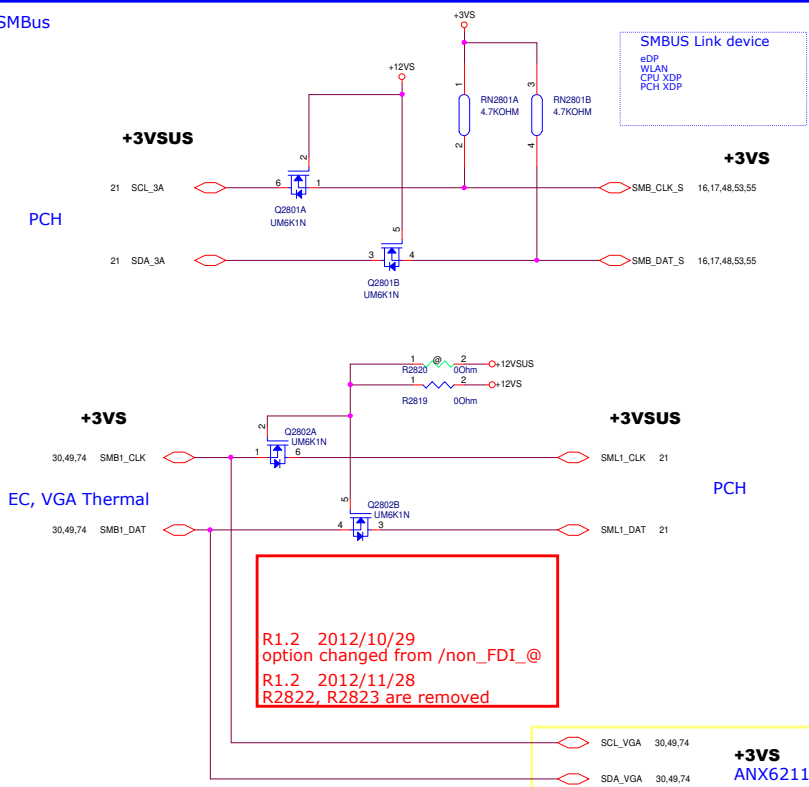 SMBus
+3VS
SMBUS Link device
eDP
WLAN
CPU XDP
PCH XDP
+12VS
1 3
RN2801A RN2801B
4.7KOHM 4.7KOHM
2 4
+3VSUS
+3VS
2
21 SCL_3A 6 1 SMB_CLK_S 16,17,48,53,55
Q2801A
UM6K1N
PCH
5
21 SDA_3A 3 4 SMB_DAT_S 16,17,48,53,55
Q2801B
UM6K1N
1 @ 2 +12VSUS
R2820 0Ohm
1 2 +12VS
R2819 0Ohm
+3VS +3VSUS
2 Q2802A
UM6K1N
30,49,74 SMB1_CLK 1 6 SML1_CLK 21
EC, VGA Thermal
PCH
5 Q2802B
UM6K1N
30,49,74 SMB1_DAT 4 3 SML1_DAT 21
R1.2 2012/10/29
option changed from /non_FDI_@
R1.2 2012/11/28
R2822, R2823 are removed
SCL_VGA 30,49,74
+3VS
ANX6211
SDA_VGA 30,49,74